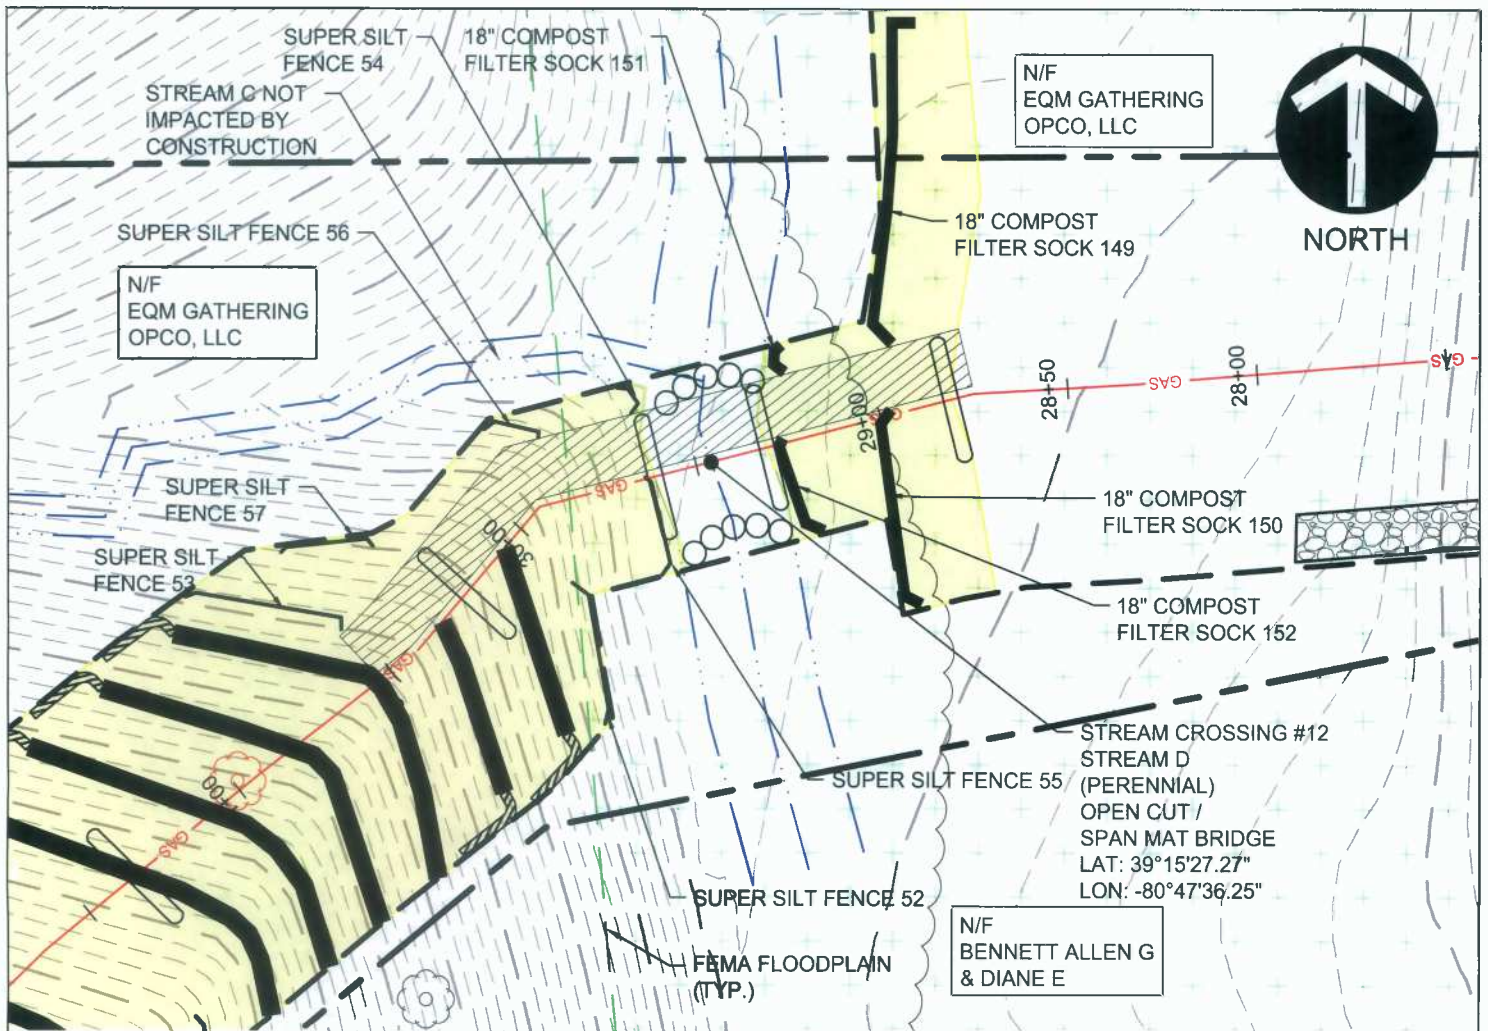 SUPER SILT
FENCE 54
18" COMPOST
FILTER SOCK 151
STREAM C NOT
IMPACTED BY
CONSTRUCTION
N/F
EQM GATHERING
OPCO, LLC
NORTH
18" COMPOST
FILTER SOCK 149
SUPER SILT FENCE 56
N/F
EQM GATHERING
OPCO, LLC
GAS
28+00
28+50
GAS
29+00
GAS
SUPER SILT
FENCE 57
GAS
18" COMPOST
FILTER SOCK 150
30+00
SUPER SILT
FENCE 53
18" COMPOST
FILTER SOCK 152
GAS
STREAM CROSSING #12
STREAM D
(PERENNIAL)
OPEN CUT /
SPAN MAT BRIDGE
LAT: 39°15'27.27"
LON: -80°47'36.25"
SUPER SILT FENCE 55
+00
GAS
SUPER SILT FENCE 52
N/F
BENNETT ALLEN G
& DIANE E
FEMA FLOODPLAIN
(TYP.)